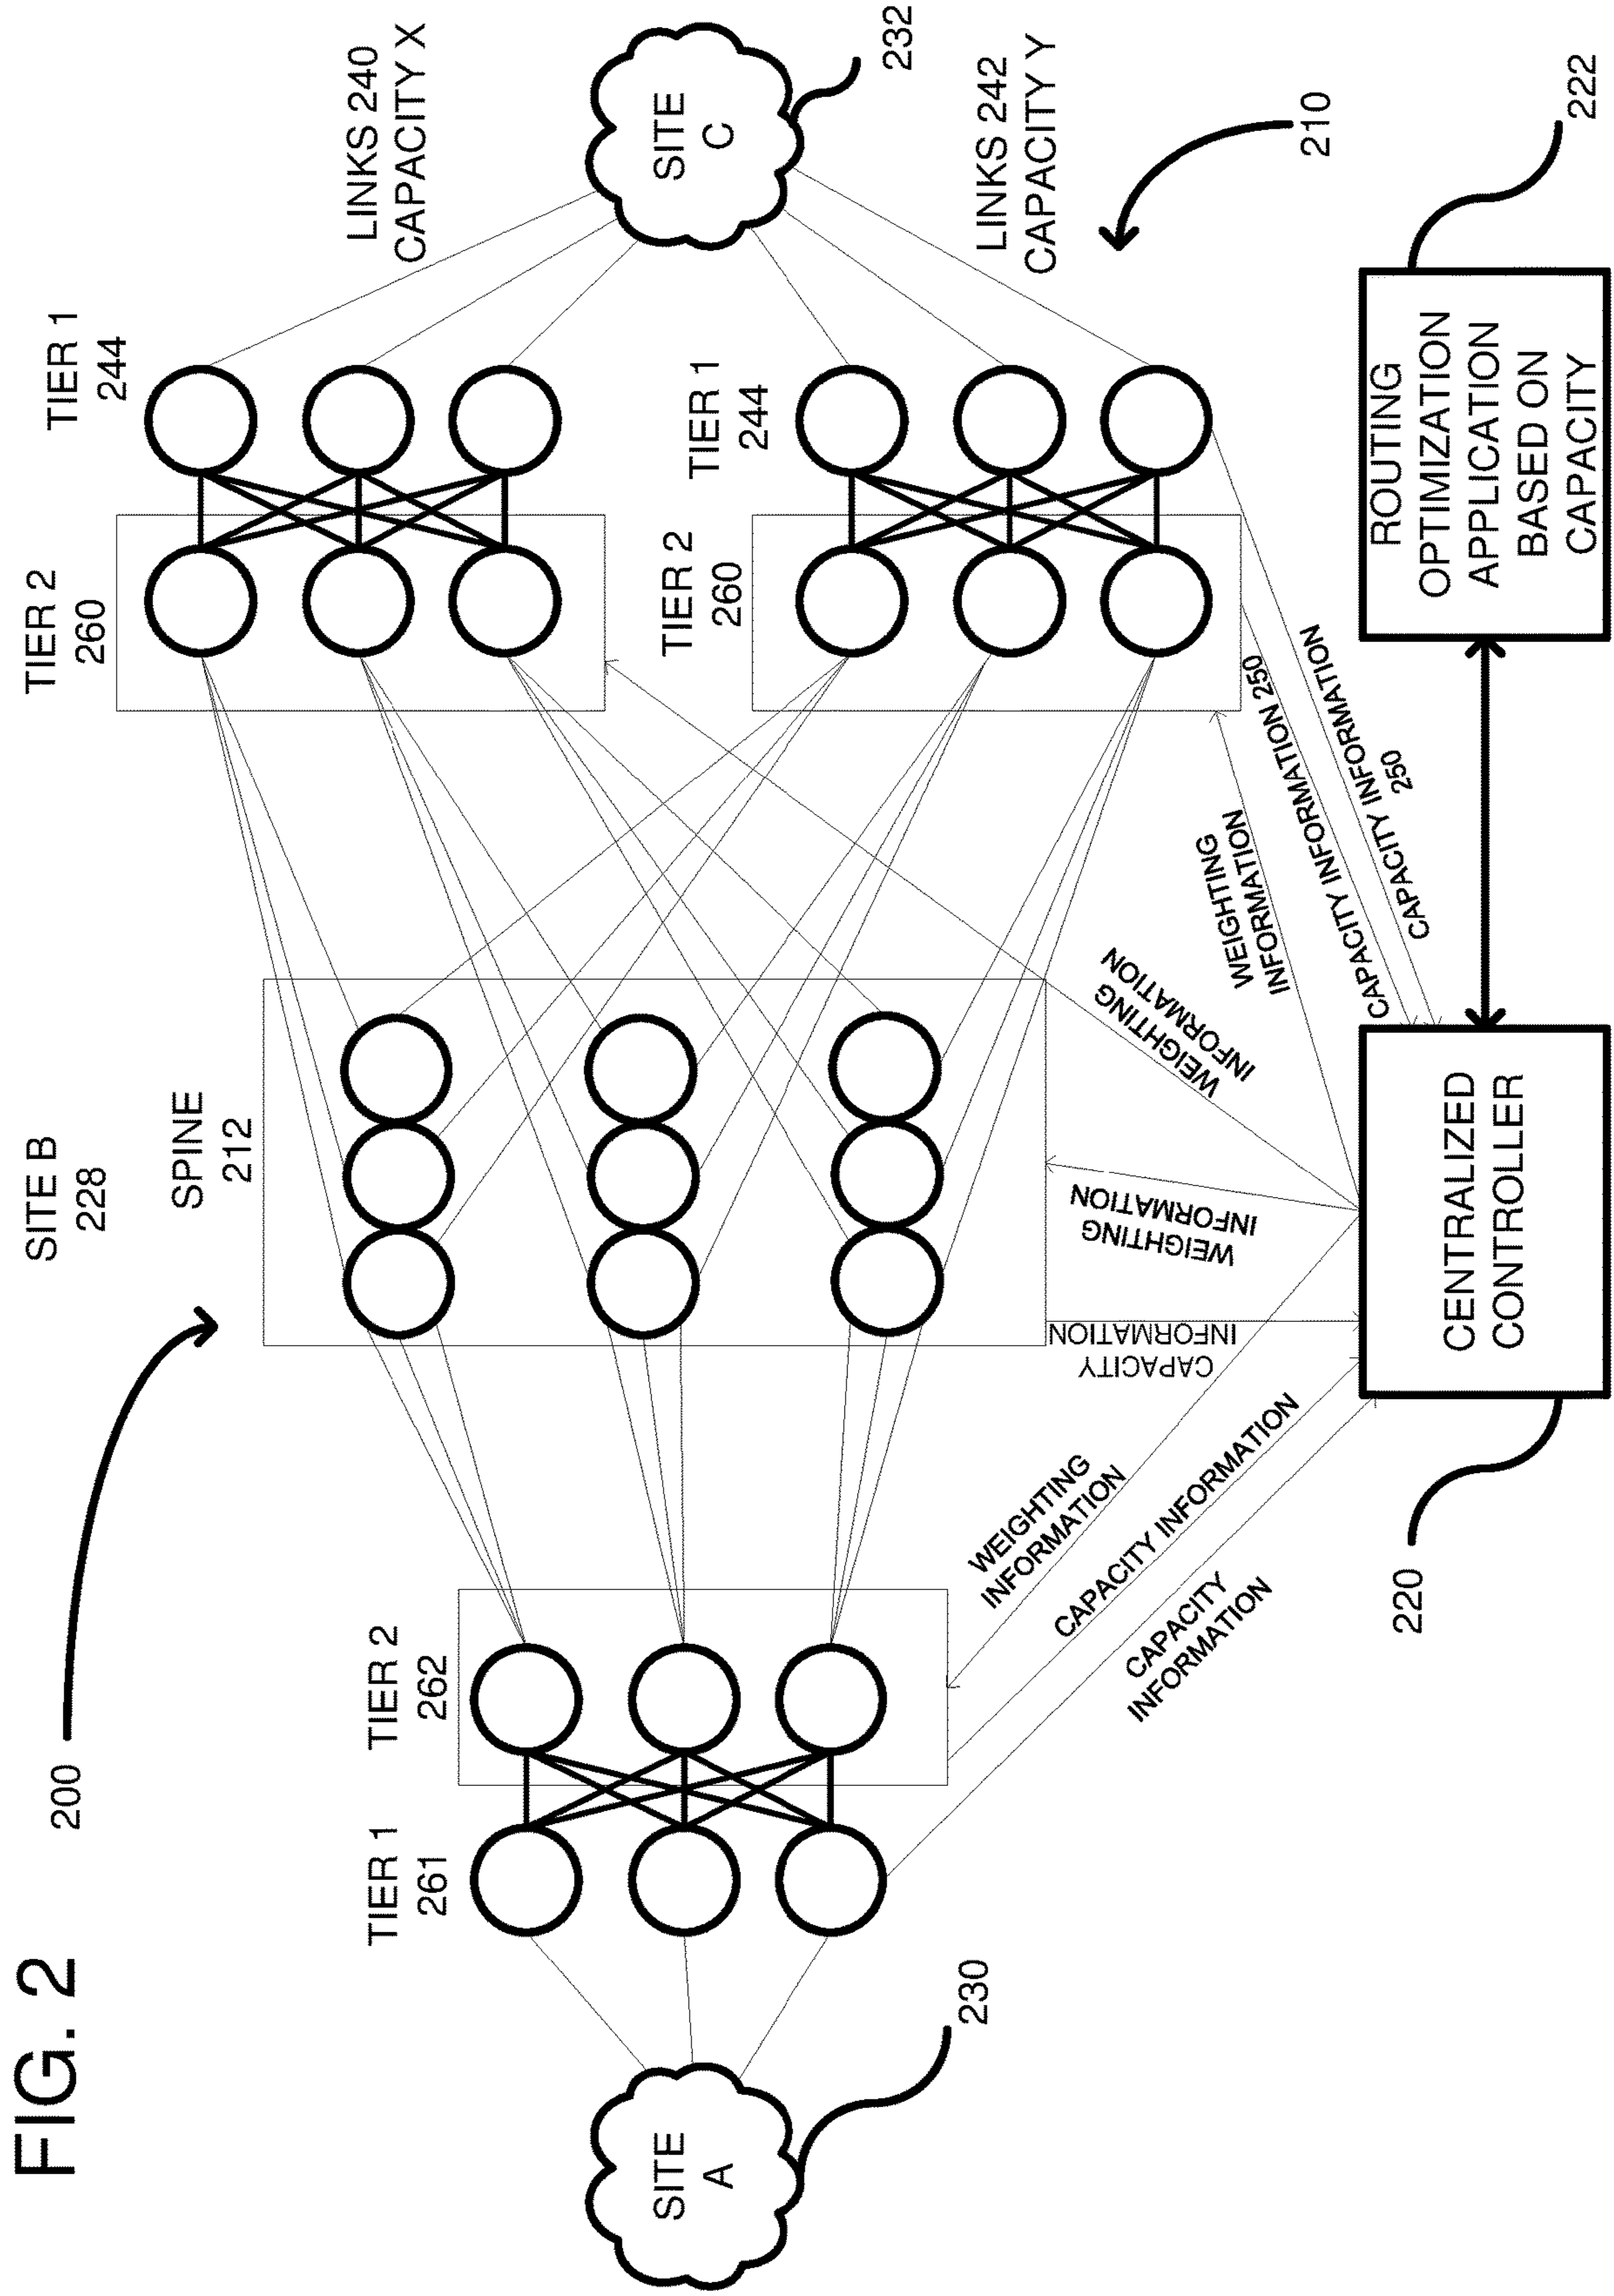 FIG. 2
200
SITE B
228
TIER 2
260
TIER 1
244
LINKS 240
CAPACITY X
SPINE
212
TIER 1
261
TIER 2
262
SITE
A
230
SITE
C
232
TIER 2
260
TIER 1
244
LINKS 242
CAPACITY Y
210
WEIGHTING
INFORMATION
CAPACITY INFORMATION
CAPACITY
INFORMATION
CAPACITY
INFORMATION
WEIGHTING
INFORMATION
WEIGHTING
INFORMATION
WEIGHTING
INFORMATION
CAPACITY INFORMATION 250
CAPACITY INFORMATION
250
220
CENTRALIZED
CONTROLLER
ROUTING
OPTIMIZATION
APPLICATION
BASED ON
CAPACITY
222